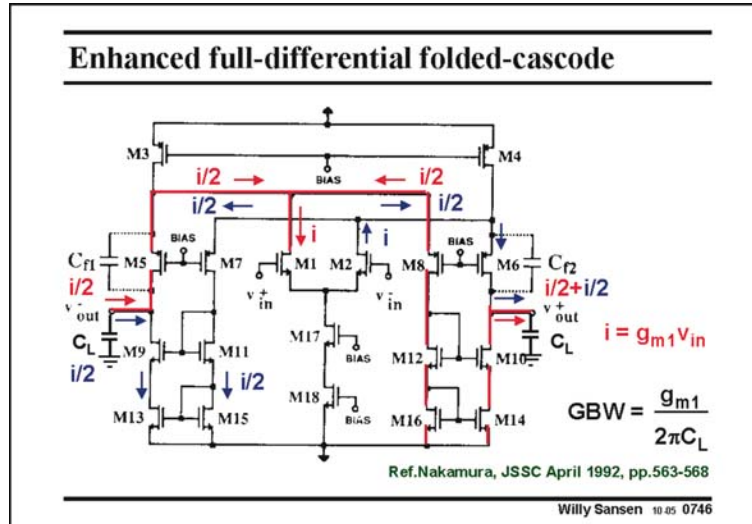 Enhanced full-differential folded-cascode
M3
M4
BIAS
i/2
i/2
i/2
i/2
i
i
Cf1
M5
BIAS
M7
M1
M2
M8
BIAS
M6
Cf2
i/2
v-out
v+in
v-in
i/2+i/2
v+out
i = gm1vin
CL
M9
M11
M17
BIAS
M12
M10
CL
i/2
i/2
M13
M15
M18
BIAS
M16
M14
GBW = gm1
2πCL
Ref.Nakamura, JSSC April 1992, pp.563-568
Willy Sansen 10-05 0746